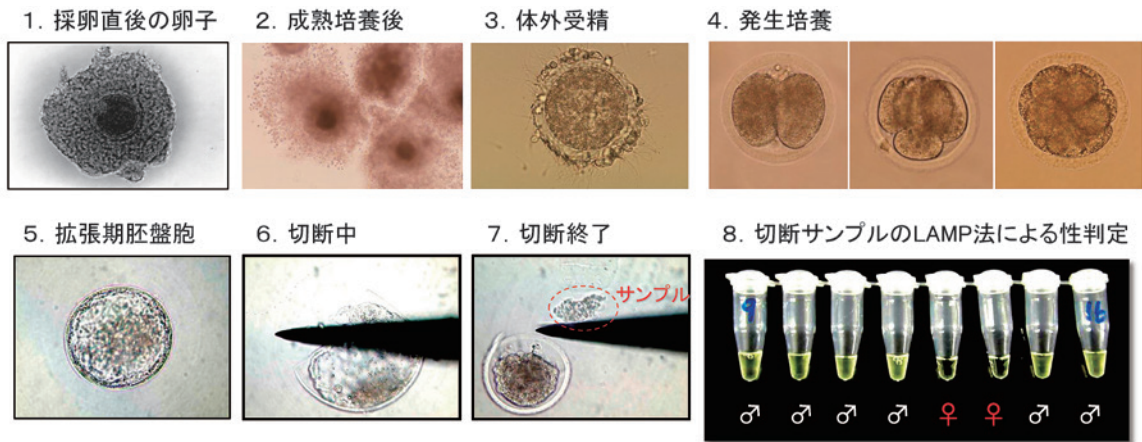 1. 採卵直後の卵子
2. 成熟培養後
3. 体外受精
4. 発生培養
5. 拡張期胚盤胞
6. 切断中
7. 切断終了
サンプル
8. 切断サンプルのLAMP法による性判定
9
16
♂ ♂ ♂ ♂ ♀ ♀ ♂ ♂